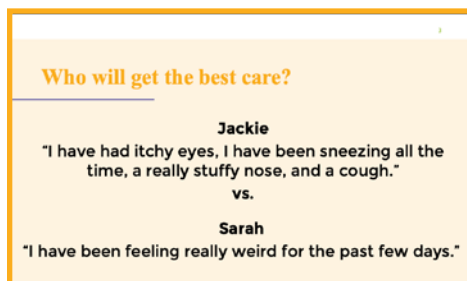 Who will get the best care?
Jackie
“I have had itchy eyes, I have been sneezing all the
time, a really stuffy nose, and a cough.”
vs.
Sarah
“I have been feeling really weird for the past few days.”